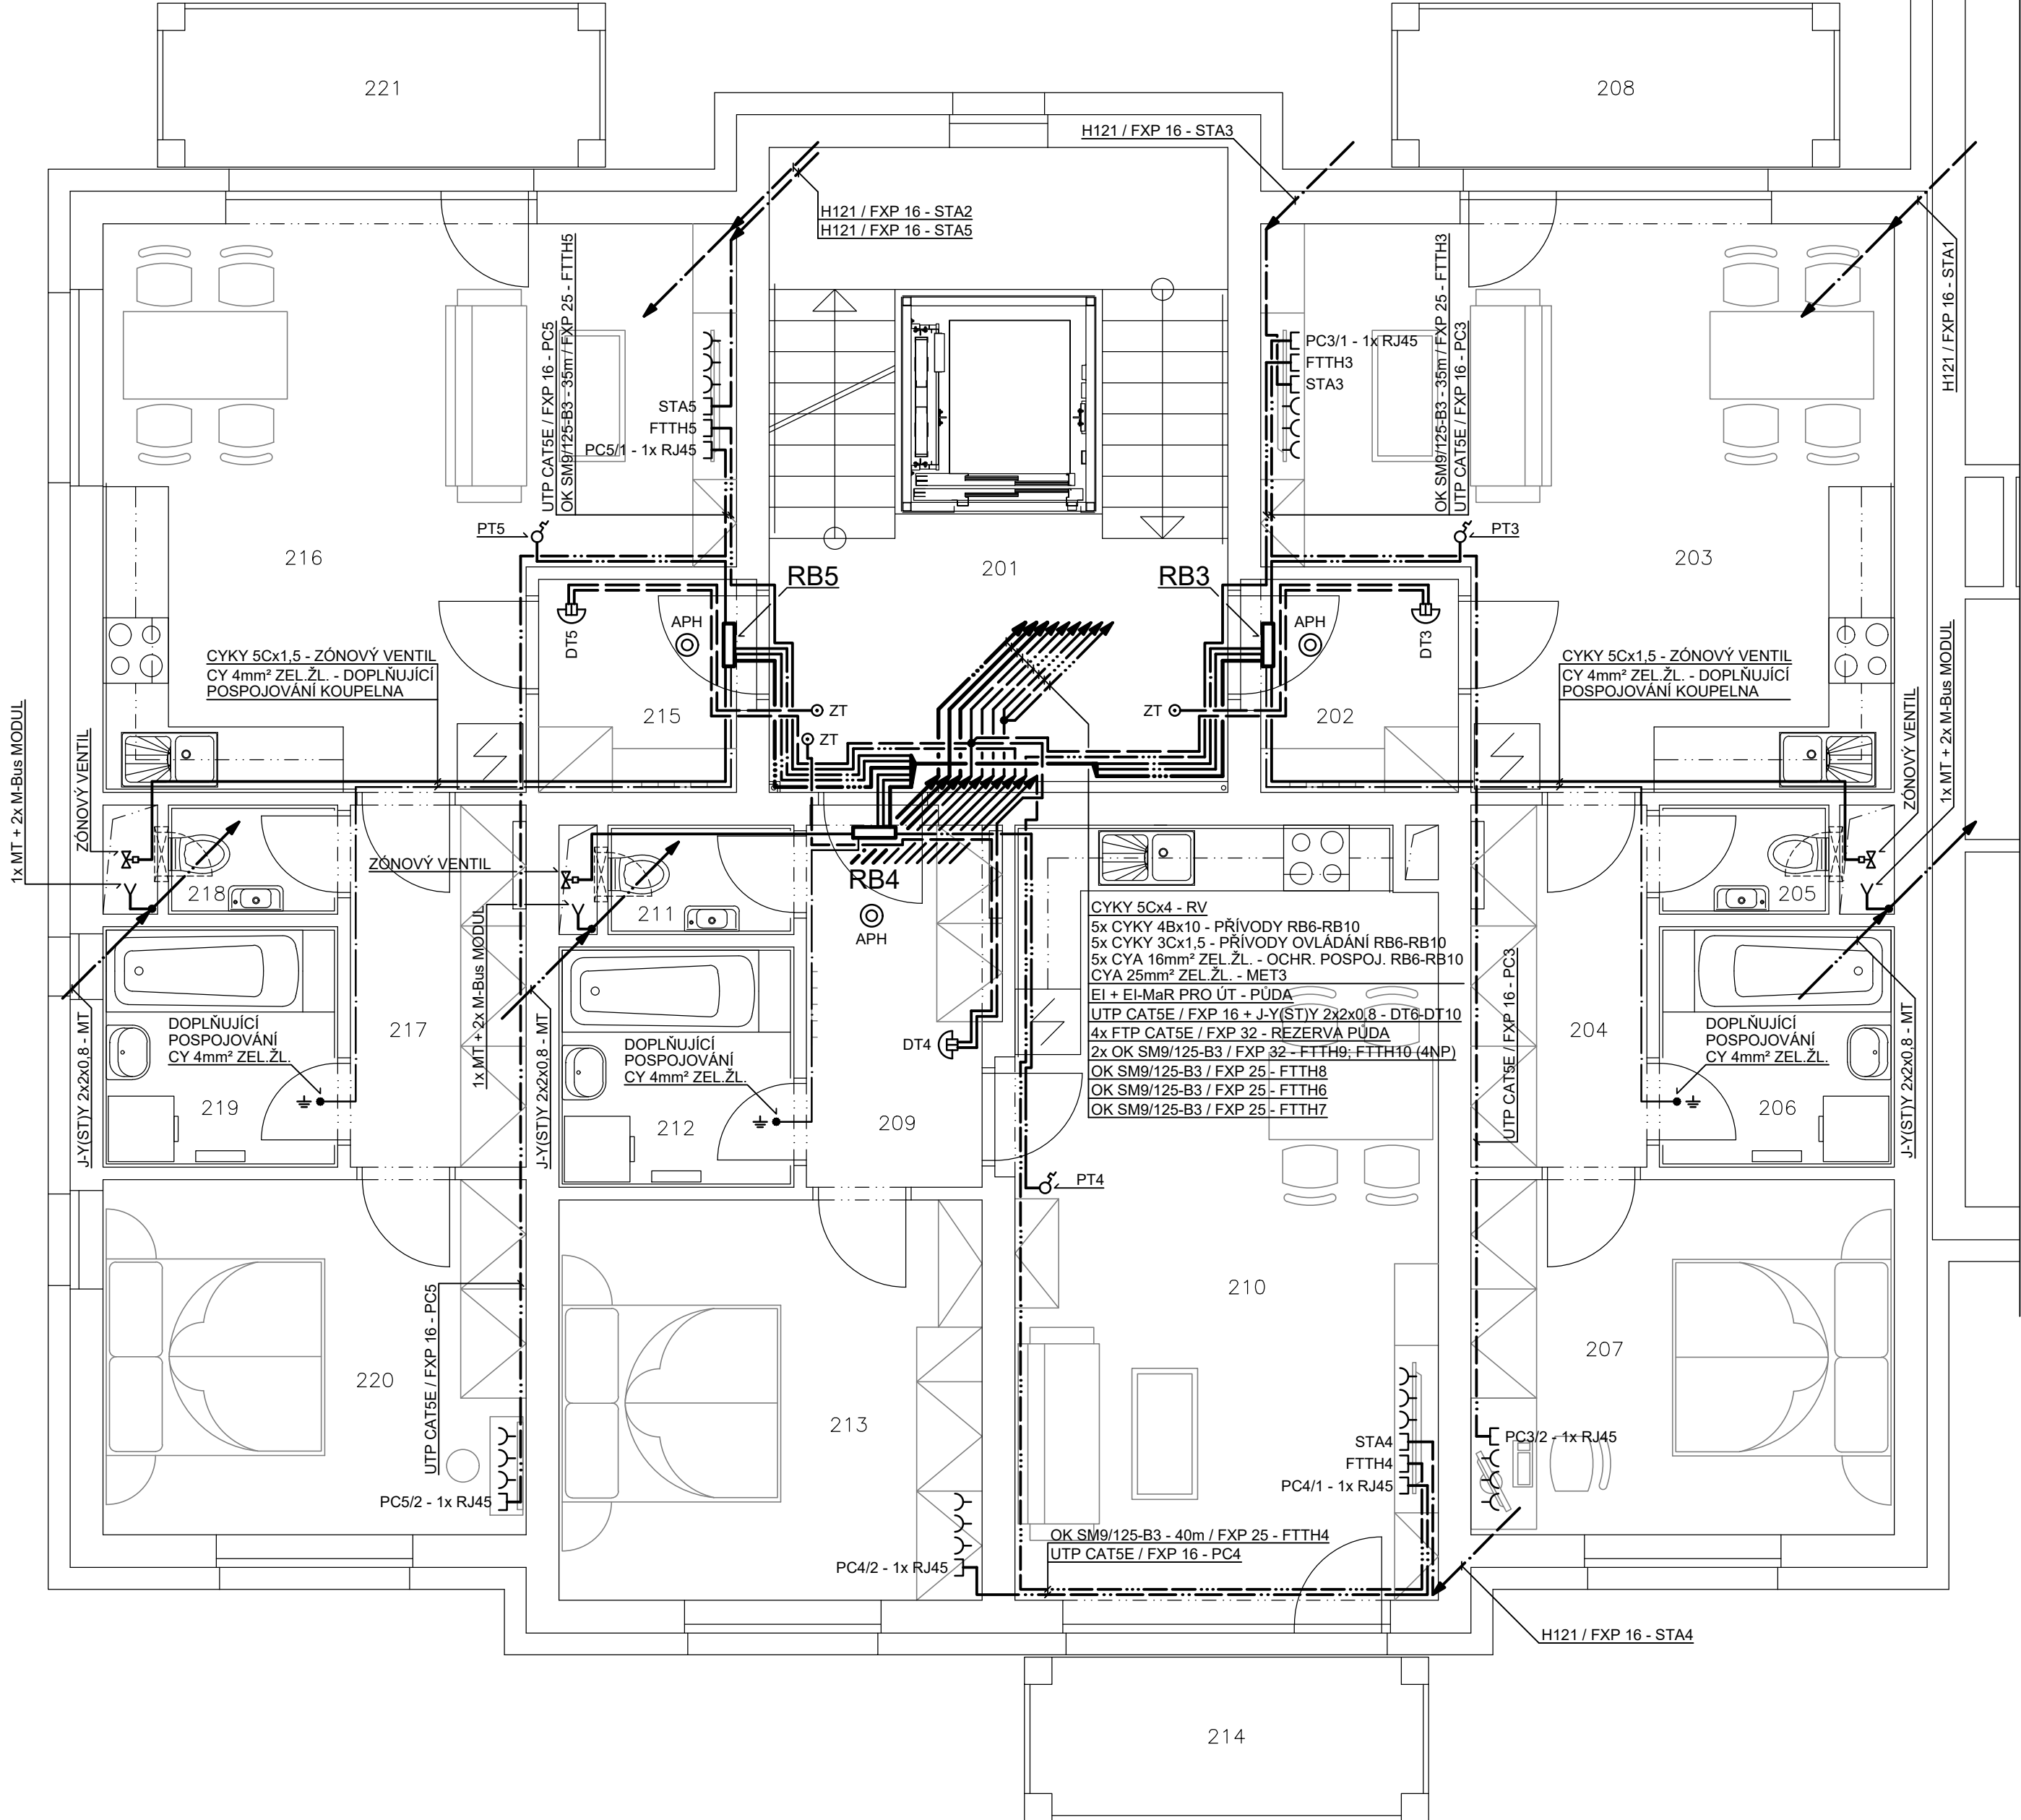 221
208
H121 / FXP 16 - STA3
H121 / FXP 16 - STA2
H121 / FXP 16 - STA5
H121 / FXP 16 - STA1
UTP CAT5E / FXP 16 - PC5
OK SM9/125-B3 - 35m / FXP 25 - FTTH5
OK SM9/125-B3 - 35m / FXP 25 - FTTH3
UTP CAT5E / FXP 16 - PC3
STA5
FTTH5
PC5/1 - 1x RJ45
PC3/1 - 1x RJ45
FTTH3
STA3
PT5
PT3
216
201
203
RB5
RB3
DT5
APH
APH
DT3
CYKY 5Cx1,5 - ZÓNOVÝ VENTIL
CY 4mm² ZEL.ŽL. - DOPLŇUJÍCÍ
POSPOJOVÁNÍ KOUPELNA
CYKY 5Cx1,5 - ZÓNOVÝ VENTIL
CY 4mm² ZEL.ŽL. - DOPLŇUJÍCÍ
POSPOJOVÁNÍ KOUPELNA
215
ZT
ZT
ZT
202
1x MT + 2x M-Bus MODUL
ZÓNOVÝ VENTIL
ZÓNOVÝ VENTIL
1x MT + 2x M-Bus MODUL
ZÓNOVÝ VENTIL
218
211
RB4
APH
205
1x MT + 2x M-Bus MODUL
CYKY 5Cx4 - RV
5x CYKY 4Bx10 - PŘÍVODY RB6-RB10
5x CYKY 3Cx1,5 - PŘÍVODY OVLÁDÁNÍ RB6-RB10
5x CYA 16mm² ZEL.ŽL. - OCHR. POSPOJ. RB6-RB10
CYA 25mm² ZEL.ŽL. - MET3
EI + EI-MaR PRO ÚT - PŮDA
UTP CAT5E / FXP 16 + J-Y(ST)Y 2x2x0,8 - DT6-DT10
4x FTP CAT5E / FXP 32 - REZERVA PŮDA
2x OK SM9/125-B3 / FXP 32 - FTTH9; FTTH10 (4NP)
OK SM9/125-B3 / FXP 25 - FTTH8
OK SM9/125-B3 / FXP 25 - FTTH6
OK SM9/125-B3 / FXP 25 - FTTH7
J-Y(ST)Y 2x2x0,8 - MT
DOPLŇUJÍCÍ
POSPOJOVÁNÍ
CY 4mm² ZEL.ŽL.
217
J-Y(ST)Y 2x2x0,8 - MT
DOPLŇUJÍCÍ
POSPOJOVÁNÍ
CY 4mm² ZEL.ŽL.
DT4
UTP CAT5E / FXP 16 - PC3
204
DOPLŇUJÍCÍ
POSPOJOVÁNÍ
CY 4mm² ZEL.ŽL.
J-Y(ST)Y 2x2x0,8 - MT
219
212
209
206
PT4
210
UTP CAT5E / FXP 16 - PC5
220
213
207
STA4
FTTH4
PC4/1 - 1x RJ45
PC3/2 - 1x RJ45
PC5/2 - 1x RJ45
PC4/2 - 1x RJ45
OK SM9/125-B3 - 40m / FXP 25 - FTTH4
UTP CAT5E / FXP 16 - PC4
H121 / FXP 16 - STA4
214